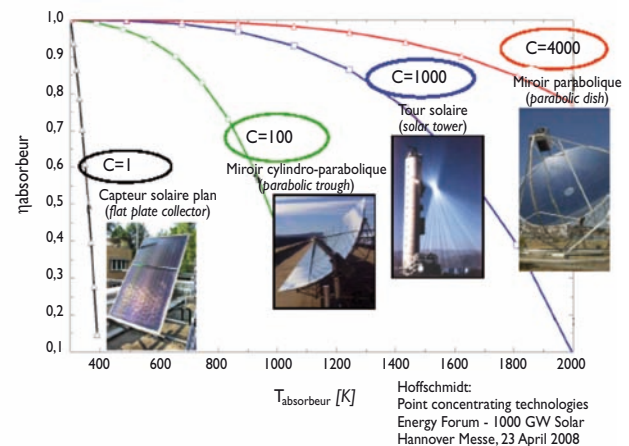 1,0
0,9
0,8
0,7
0,6
0,5
0,4
0,3
0,2
0,1
ηabsorbeur
C=4000
C=1000
C=100
C=1
Miroir parabolique
(parabolic dish)
Tour solaire
(solar tower)
Miroir cylindro-parabolique
(parabolic trough)
Capteur solaire plan
(flat plate collector)
400 600 800 1000 1200 1400 1600 1800 2000
Tabsorbeur [K]
Hoffschmidt:
Point concentrating technologies
Energy Forum - 1000 GW Solar
Hannover Messe, 23 April 2008